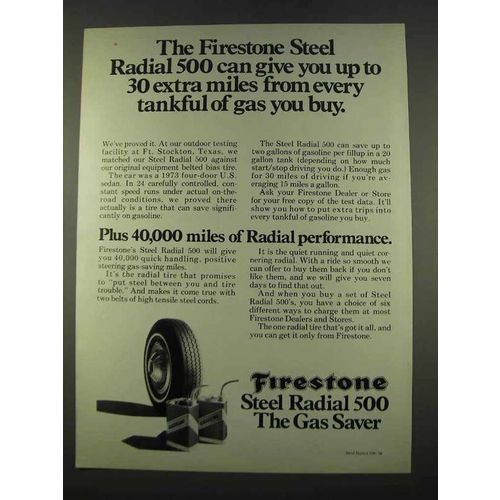 The Firestone Steel
Radial 500 can give you up to
30 extra miles from every
tankful of gas you buy.
We've proved it. At our outdoor testing
facility at Ft. Stockton, Texas, we
matched our Steel Radial 500 against
our original equipment belted bias tire.
The car was a 1973 four-door U.S.
sedan. In 24 carefully controlled, con-
stant speed runs under actual on-the-
road conditions, we proved there
actually is a tire that can save signifi-
cantly on gasoline.
The Steel Radial 500 can save up to
two gallons of gasoline per fillup in a 20
gallon tank (depending on how much
start/stop driving you do.) Enough gas
for 30 miles of driving if you're av-
eraging 15 miles a gallon.
Ask your Firestone Dealer or Store
for your free copy of the test data. It'll
show you how to put extra trips into
every tankful of gasoline you buy.
Plus 40,000 miles of Radial performance.
Firestone's Steel Radial 500 will give
you 40,000 quick handling, positive
steering gas-saving miles.
It's the radial tire that promises
to "put steel between you and tire
trouble." And makes it come true with
two belts of high tensile steel cords.
It is the quiet running and quiet cor-
nering radial. With a ride so smooth we
can offer to buy them back if you don't
like them, and we will give you seven
days to find that out.
And when you buy a set of Steel
Radial 500's, you have a choice of six
different ways to charge them at most
Firestone Dealers and Stores.
The one radial tire that's got it all, and
you can get it only from Firestone.
Firestone
Steel Radial 500
The Gas Saver